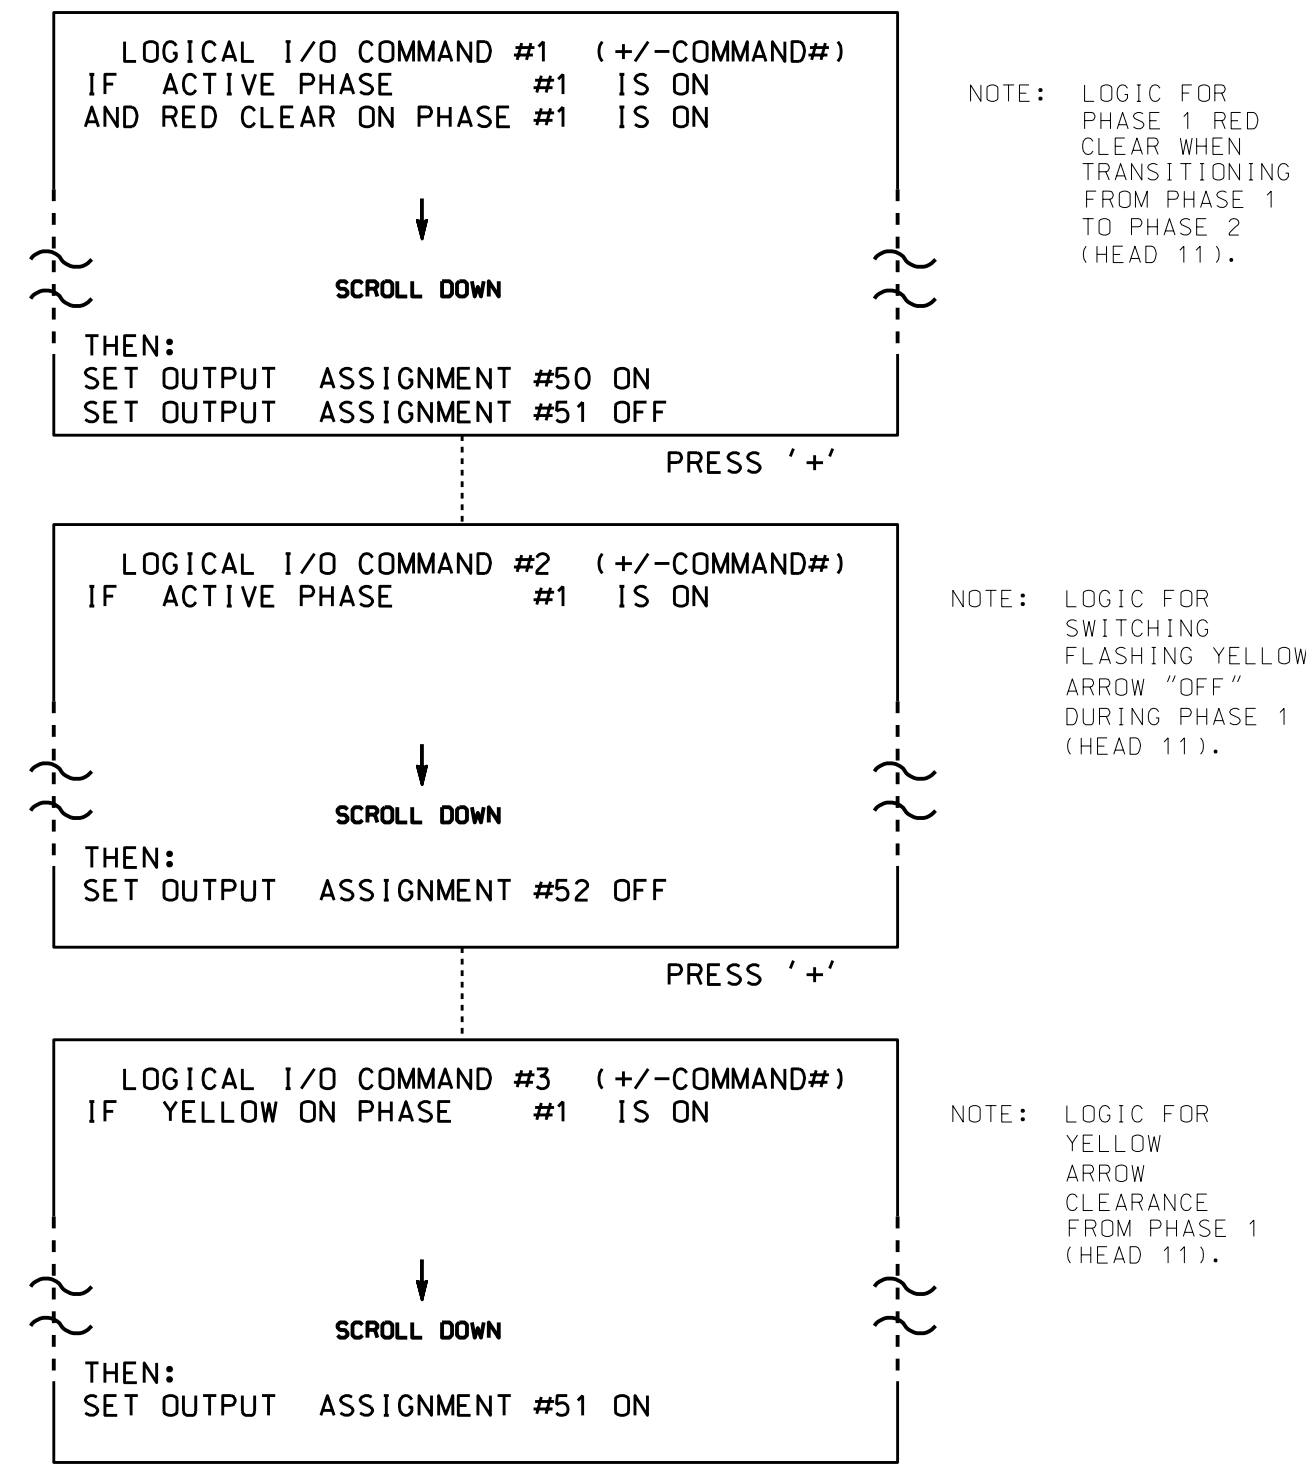 LOGICAL I/O COMMAND #1 (+/-COMMAND#)
IF ACTIVE PHASE #1 IS ON
AND RED CLEAR ON PHASE #1 IS ON
SCROLL DOWN
THEN:
SET OUTPUT ASSIGNMENT #50 ON
SET OUTPUT ASSIGNMENT #51 OFF
NOTE: LOGIC FOR
PHASE 1 RED
CLEAR WHEN
TRANSITIONING
FROM PHASE 1
TO PHASE 2
(HEAD 11).
PRESS '+'
LOGICAL I/O COMMAND #2 (+/-COMMAND#)
IF ACTIVE PHASE #1 IS ON
SCROLL DOWN
THEN:
SET OUTPUT ASSIGNMENT #52 OFF
NOTE: LOGIC FOR
SWITCHING
FLASHING YELLOW
ARROW "OFF"
DURING PHASE 1
(HEAD 11).
PRESS '+'
LOGICAL I/O COMMAND #3 (+/-COMMAND#)
IF YELLOW ON PHASE #1 IS ON
SCROLL DOWN
THEN:
SET OUTPUT ASSIGNMENT #51 ON
NOTE: LOGIC FOR
YELLOW
ARROW
CLEARANCE
FROM PHASE 1
(HEAD 11).